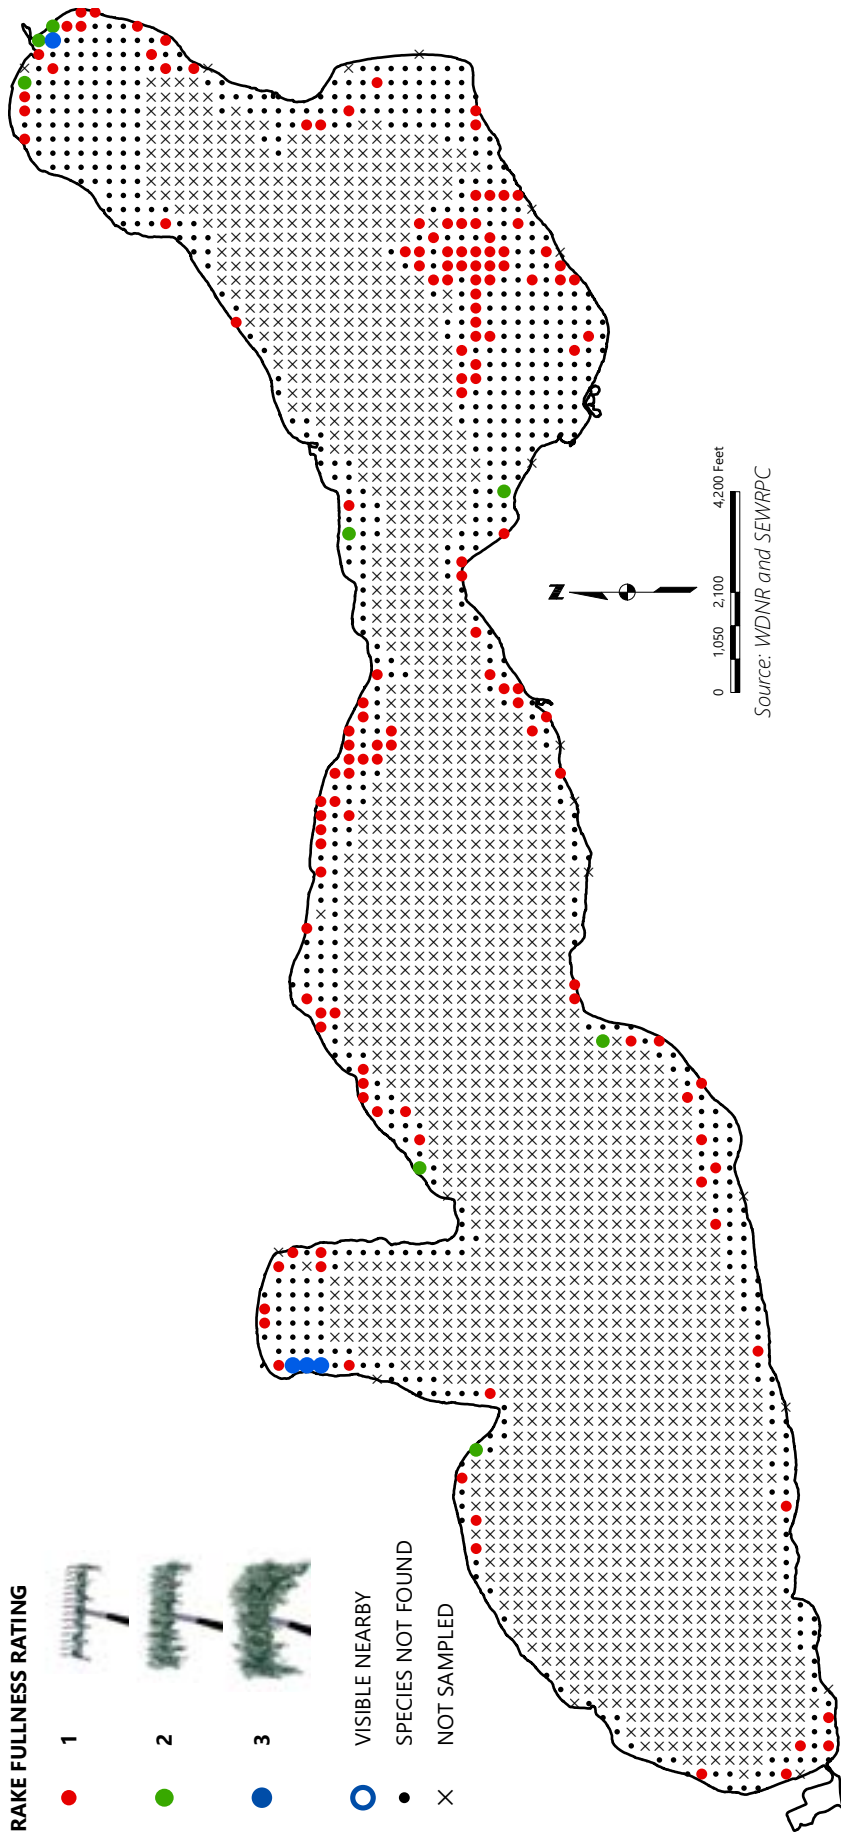 RAKE FULLNESS RATING
1
2
3
VISIBLE NEARBY
SPECIES NOT FOUND
NOT SAMPLED
N
0 1,050 2,100 4,200 Feet
Source: WDNR and SEWRPC